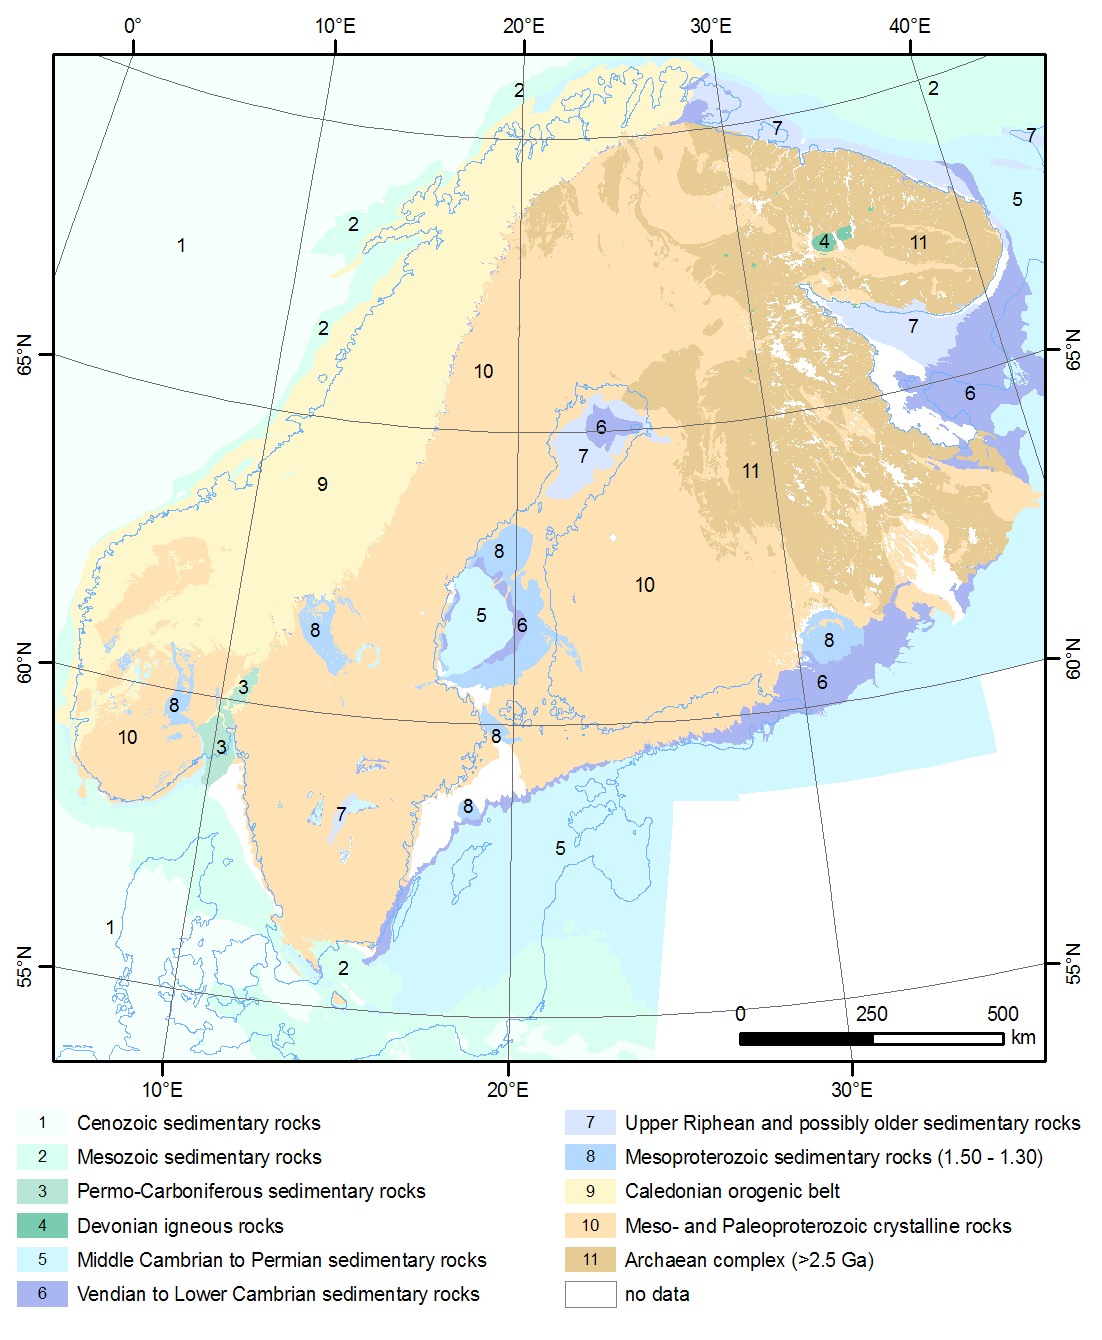 0° 10°E 20°E 30°E 40°E
2 2
7 7
5
2
1 4 11
2 7
65°N 65°N
10 6
6
7
11
9
8
10
5 6
8 8
60°N 60°N
3 6
8
10 3 8
8
7
5
1
2
55°N 55°N
0 250 500
km
10°E 20°E 30°E
1 Cenozoic sedimentary rocks
2 Mesozoic sedimentary rocks
3 Permo-Carboniferous sedimentary rocks
4 Devonian igneous rocks
5 Middle Cambrian to Permian sedimentary rocks
6 Vendian to Lower Cambrian sedimentary rocks
7 Upper Riphean and possibly older sedimentary rocks
8 Mesoproterozoic sedimentary rocks (1.50 - 1.30)
9 Caledonian orogenic belt
10 Meso- and Paleoproterozoic crystalline rocks
11 Archaean complex (>2.5 Ga)
no data